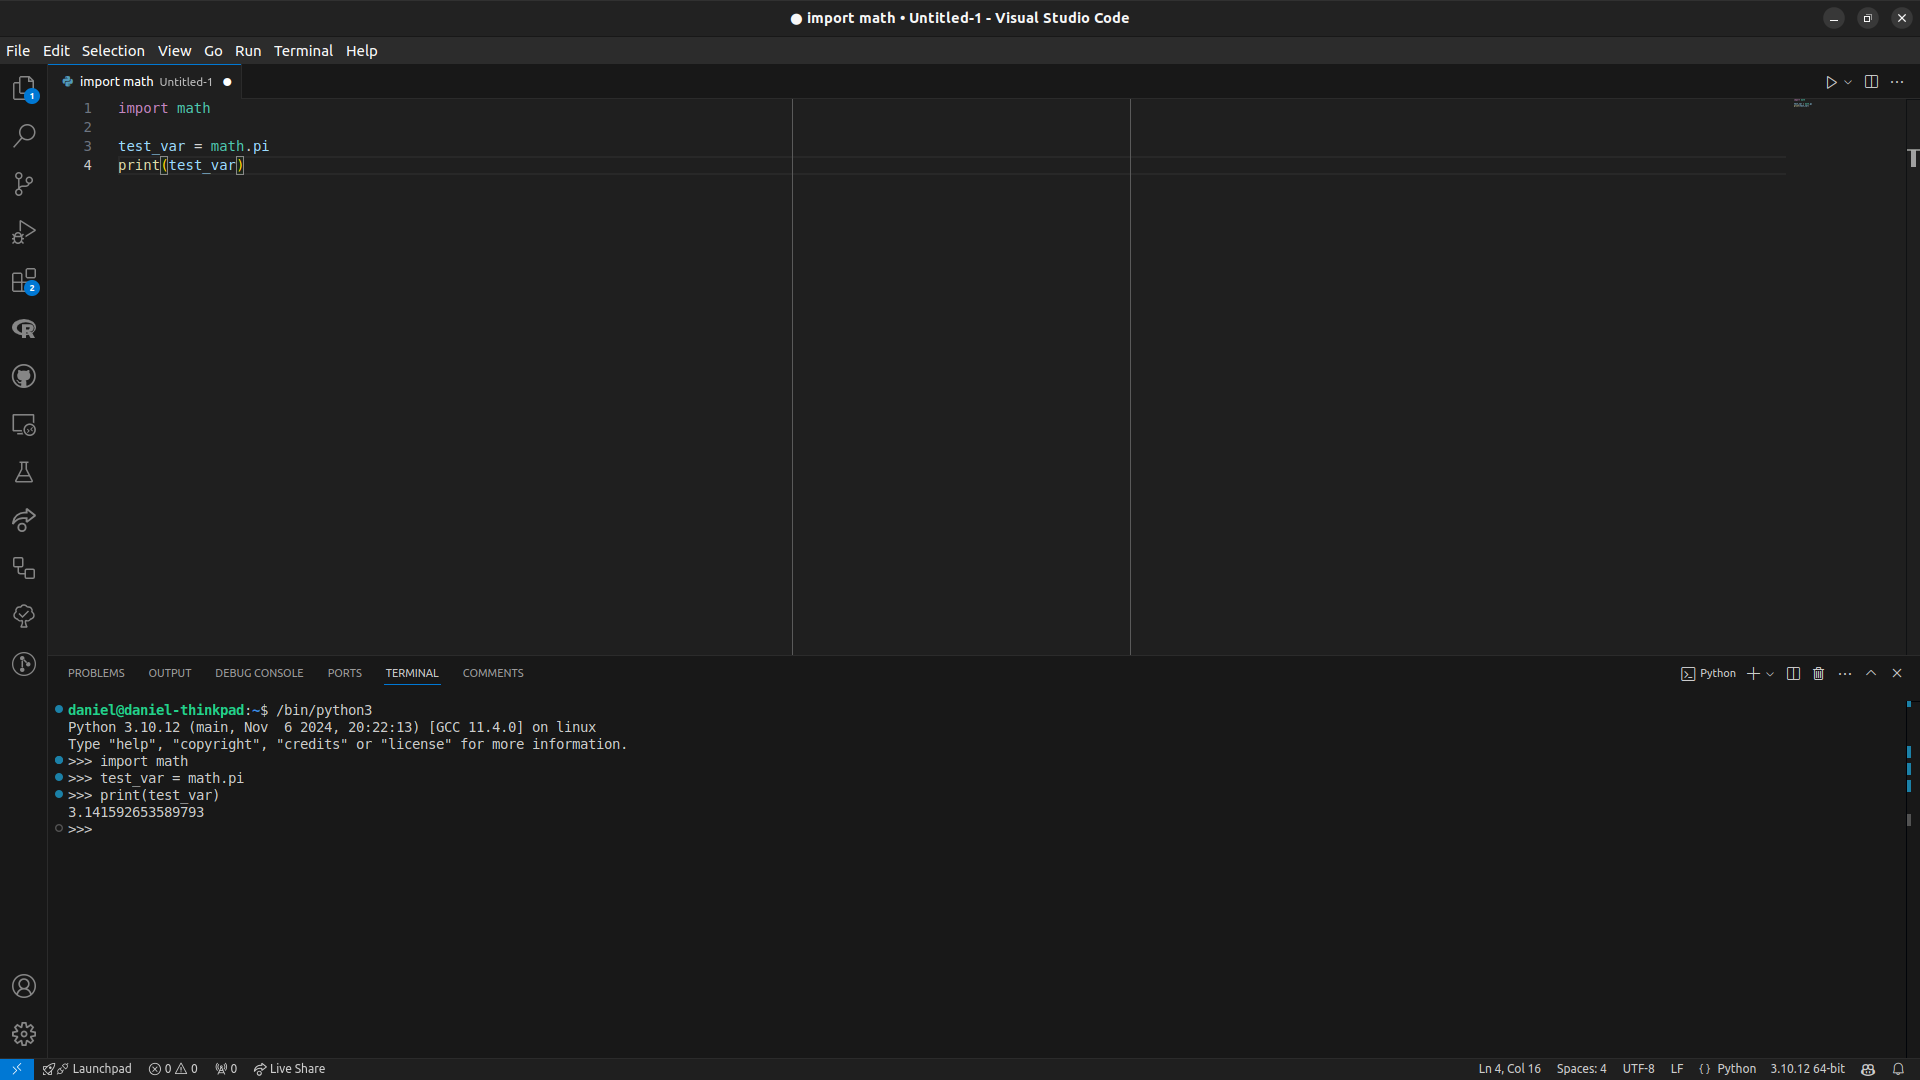 ● import math • Untitled-1 - Visual Studio Code
File Edit Selection View Go Run Terminal Help
import math Untitled-1 ●
1 import math
2
3 test_var = math.pi
4 print(test_var)
1
2
PROBLEMS OUTPUT DEBUG CONSOLE PORTS TERMINAL COMMENTS
Python
daniel@daniel-thinkpad:~$ /bin/python3
Python 3.10.12 (main, Nov  6 2024, 20:22:13) [GCC 11.4.0] on linux
Type "help", "copyright", "credits" or "license" for more information.
>>> import math
>>> test_var = math.pi
>>> print(test_var)
3.141592653589793
>>>
Launchpad 0 0 0 Live Share Ln 4, Col 16 Spaces: 4 UTF-8 LF {} Python 3.10.12 64-bit